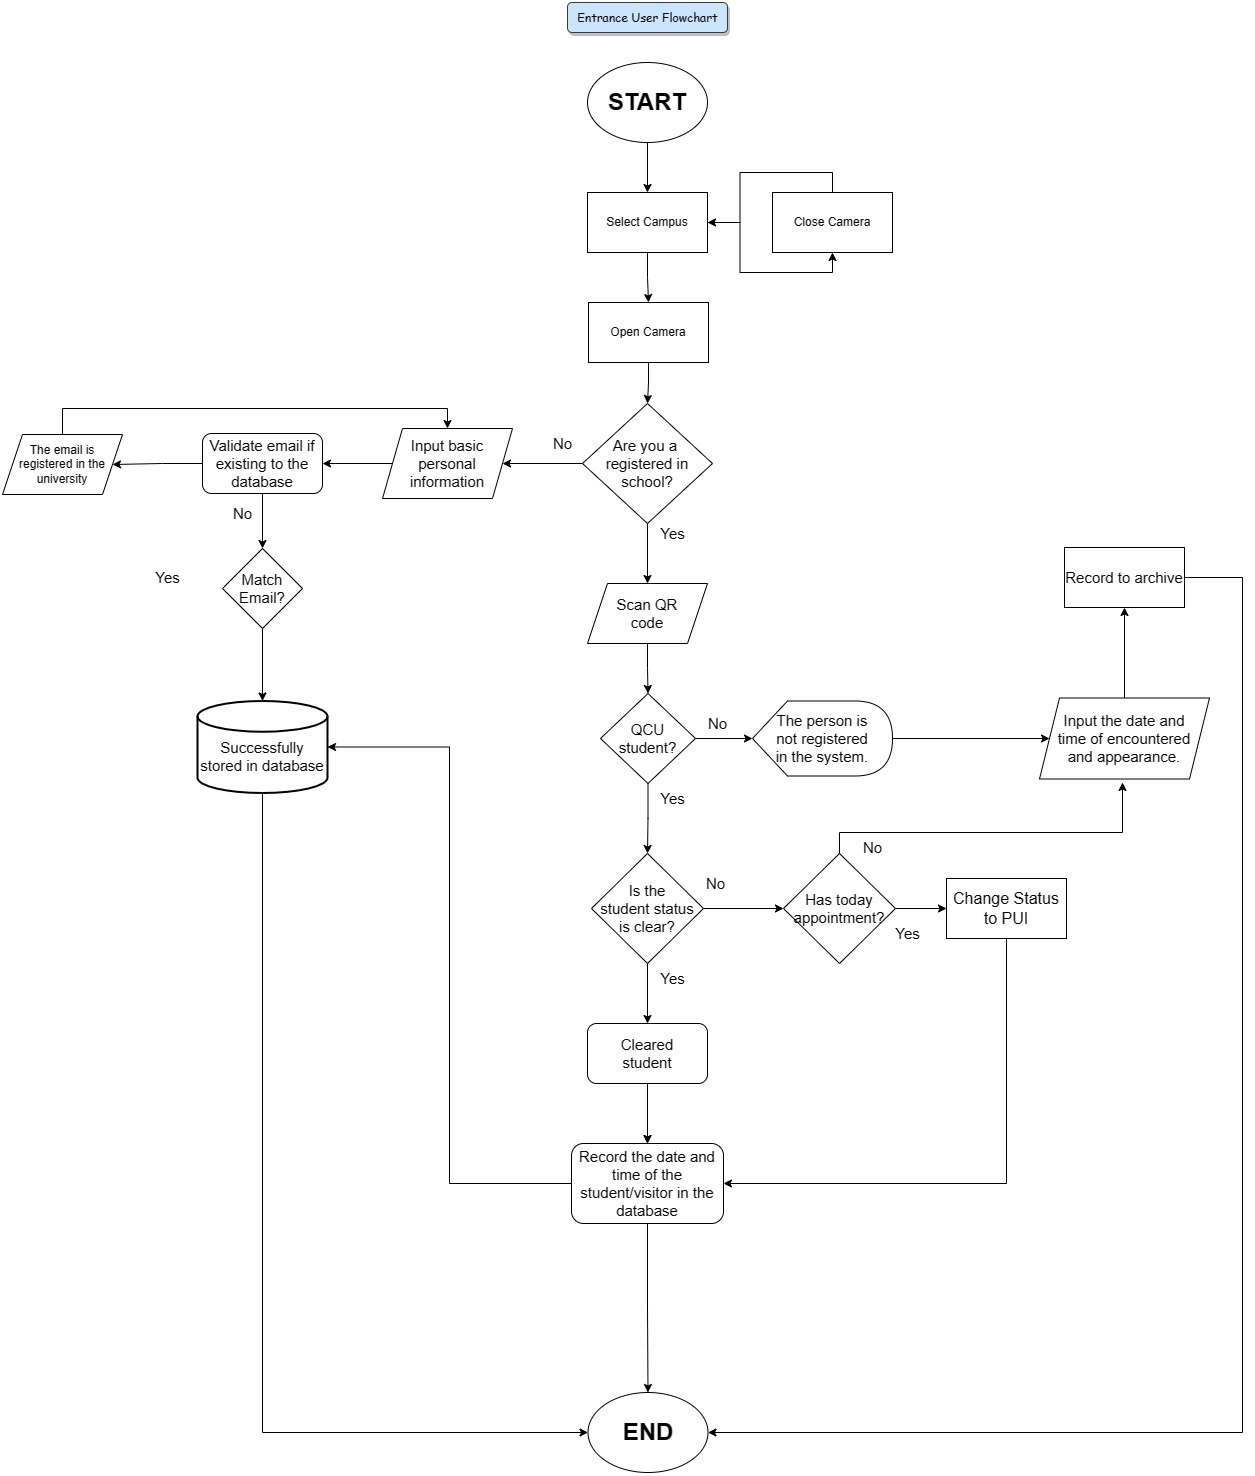 Entrance User Flowchart
START
Select Campus
Close Camera
Open Camera
Are you a
registered in
school?
No
Input basic
personal
information
Validate email if
existing to the
database
The email is
registered in the
university
No
Yes
Match
Email?
Yes
Scan QR
code
Record to archive
QCU
student?
No
The person is
not registered
in the system.
Input the date and
time of encountered
and appearance.
Successfully
stored in database
Yes
Is the
student status
is clear?
No
Has today
appointment?
No
Yes
Change Status
to PUI
Yes
Cleared
student
Record the date and
time of the
student/visitor in the
database
END